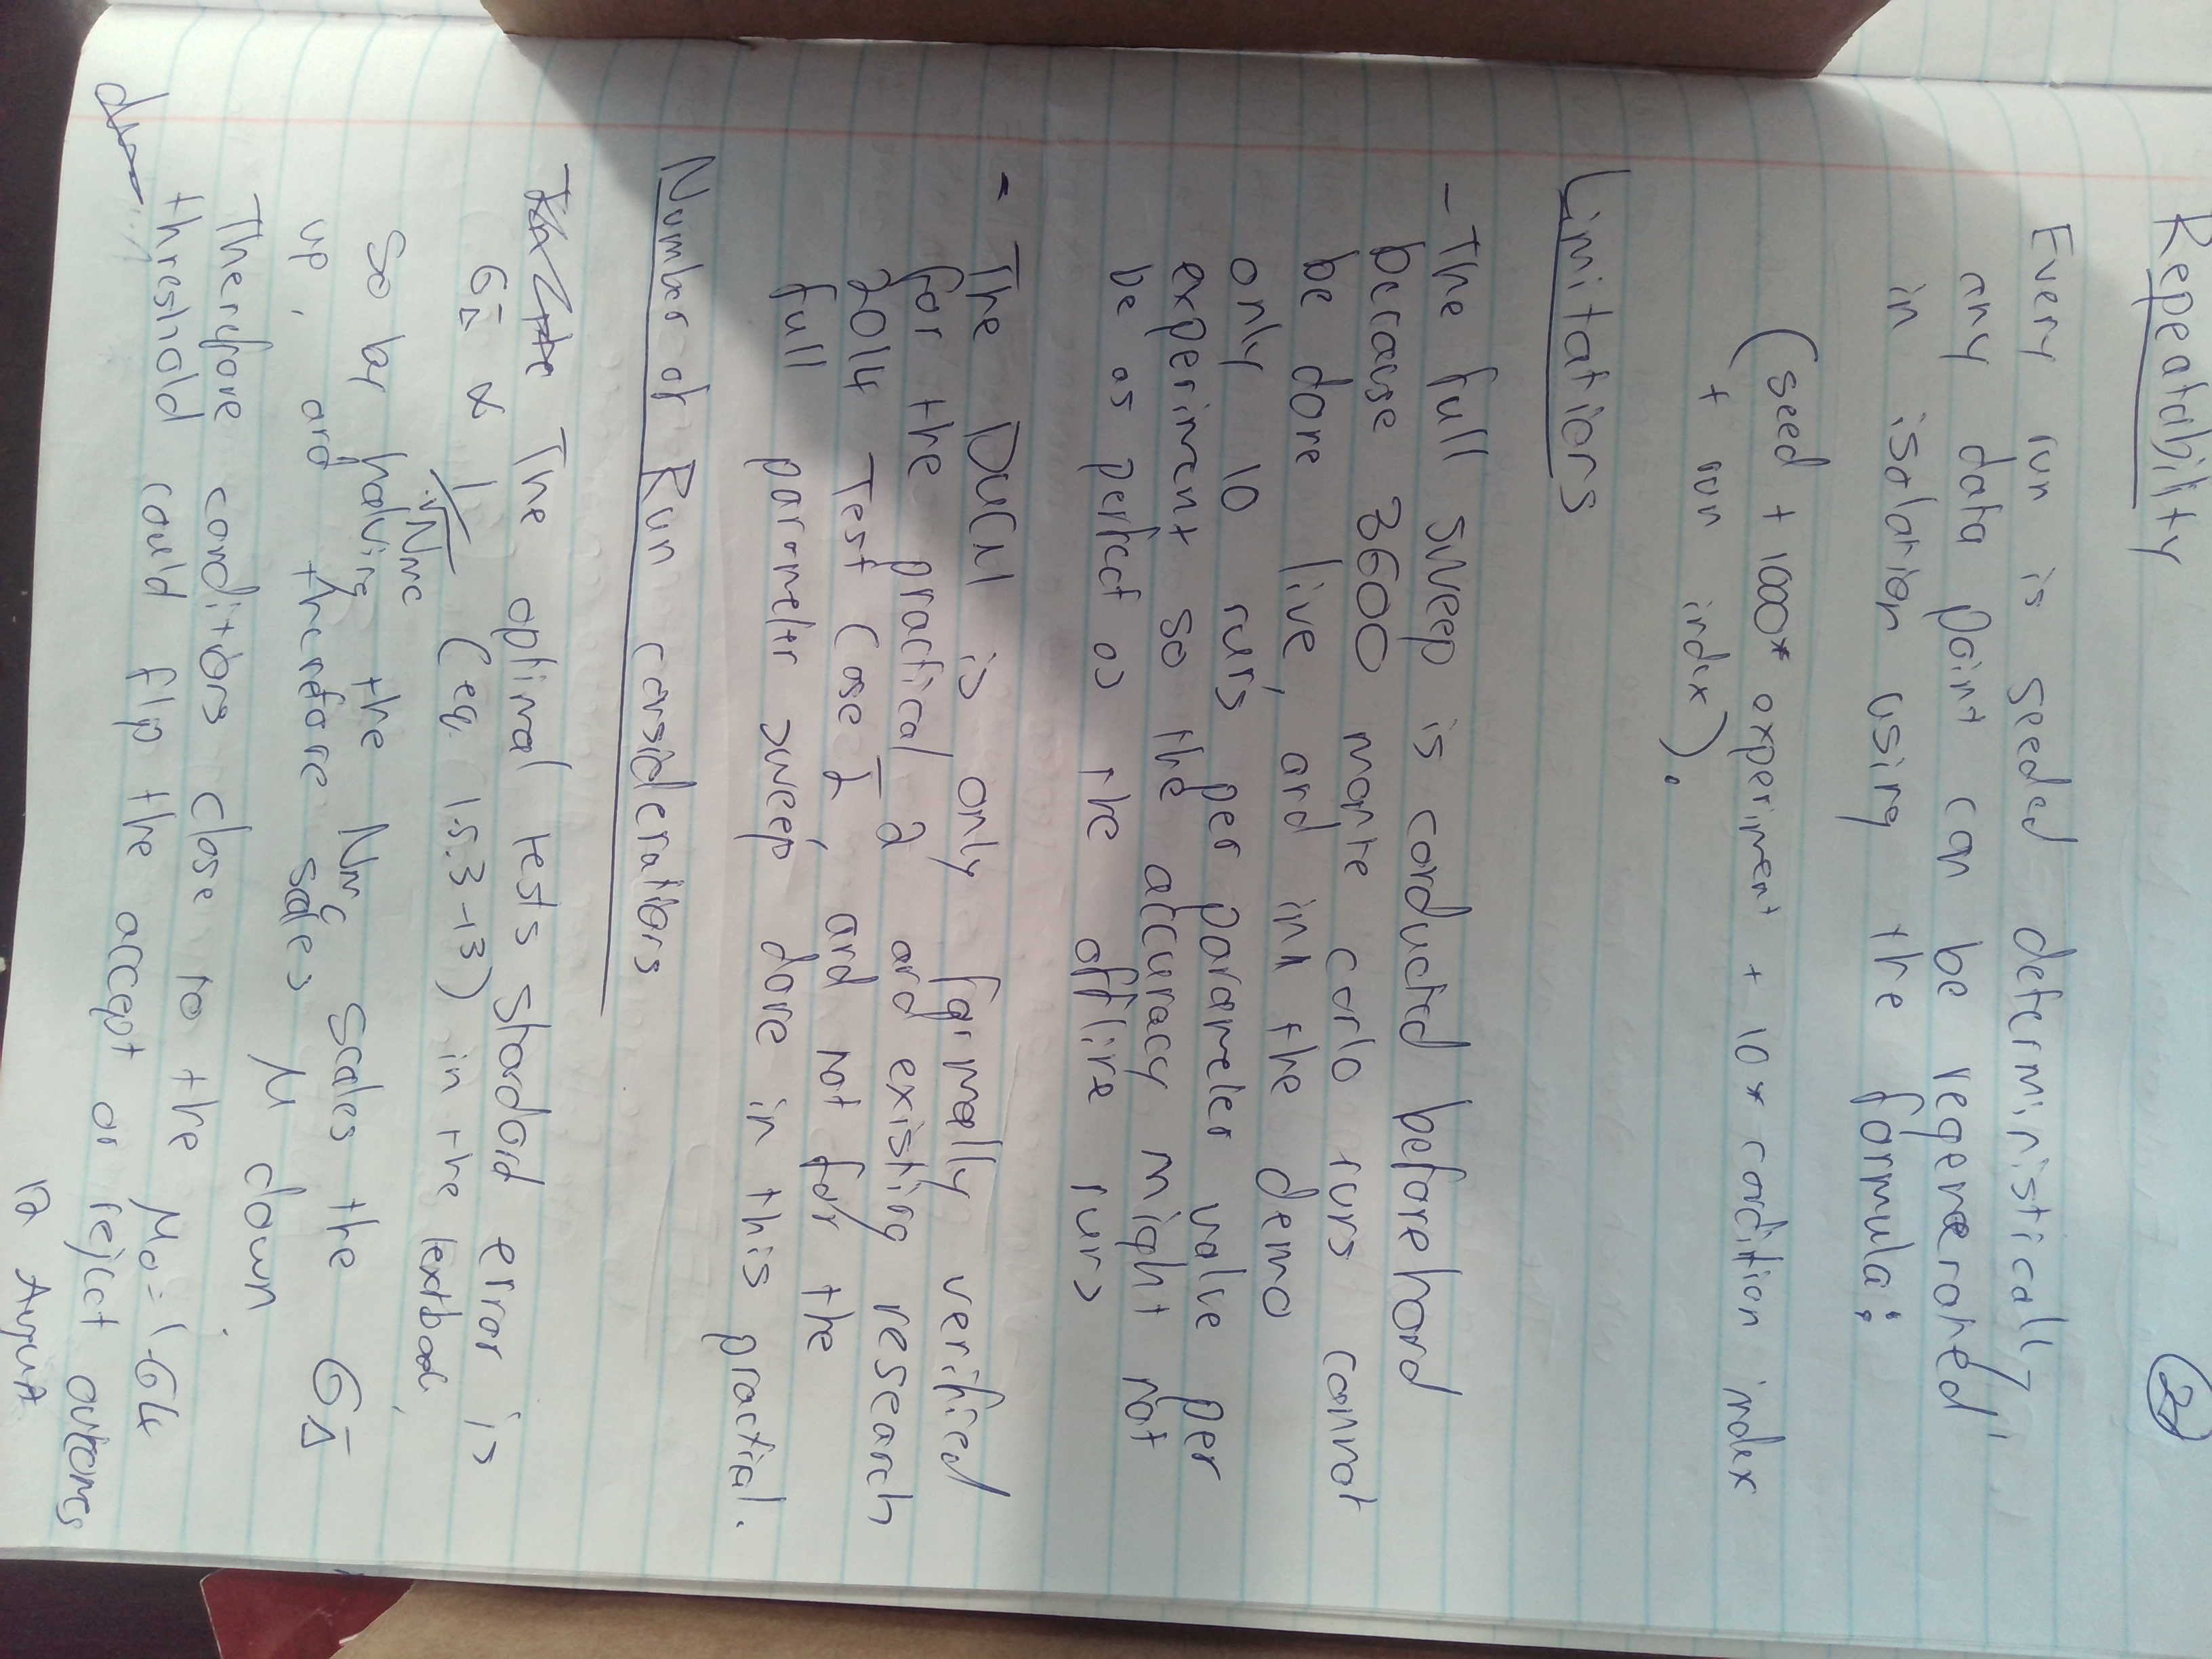 ②
Repeatability
Every run is seeded deterministically,
any data point can be regenerated
in isolation using the formula:
(seed + 1000* experiment + 10* condition index
+ run index).
Limitations
- The full sweep is conducted beforehand
because 3600 monte carlo runs cannot
be done live, and in the demo
only 10 runs per parameter value per
experiment so the accuracy might not
be as perfect as the offline runs
- The DUCU is only formally verified
for the practical 2 and existing research
2014 Test Case I, and not for the
full parameter sweep done in this practical.
Number of Run considerations
The optimal tests standard error is
σΔ̄ ∝ 1/√Nmc (eq. 15.3-13) in the textbook,
so by halving the Nmc scales the σΔ̄
up, and therefore scales μ down
Therefore conditions close to the μ0=1.64
threshold could flip the accept or reject outcomes